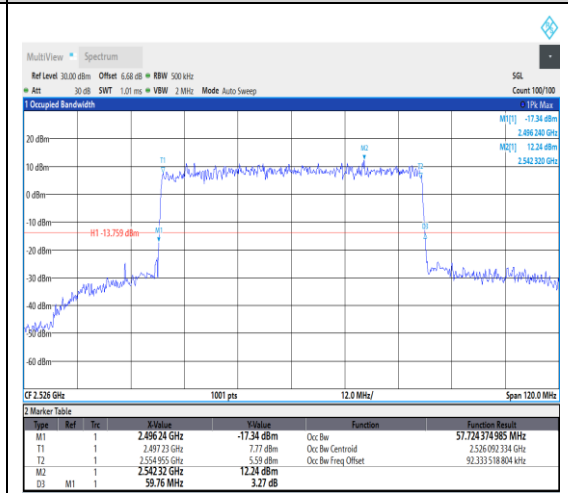 MultiView Spectrum
Ref Level 30.00 dBm Offset 6.68 dB RBW 500 kHz SGL
Att 30 dB SWT 1.01 ms VBW 2 MHz Mode Auto Sweep Count 100/100
1 Occupied Bandwidth 1Pk Max
M1[1] -17.34 dBm
2.496 240 GHz
M2[1] 12.24 dBm
2.542 320 GHz
20 dBm
M2
T1
T2
10 dBm
0 dBm
-10 dBm
H1 -13.759 dBm
M1
D3
-20 dBm
-30 dBm
-40 dBm
-50 dBm
-60 dBm
CF 2.526 GHz 1001 pts 12.0 MHz/ Span 120.0 MHz
2 Marker Table
Type Ref Trc X-Value Y-Value Function Function Result
M1 1 2.496 24 GHz -17.34 dBm Occ Bw 57.724 374 985 MHz
T1 1 2.497 23 GHz 7.77 dBm Occ Bw Centroid 2.526 092 334 GHz
T2 1 2.554 955 GHz 5.59 dBm Occ Bw Freq Offset 92.333 518 804 kHz
M2 1 2.542 32 GHz 12.24 dBm
D3 M1 1 59.76 MHz 3.27 dB